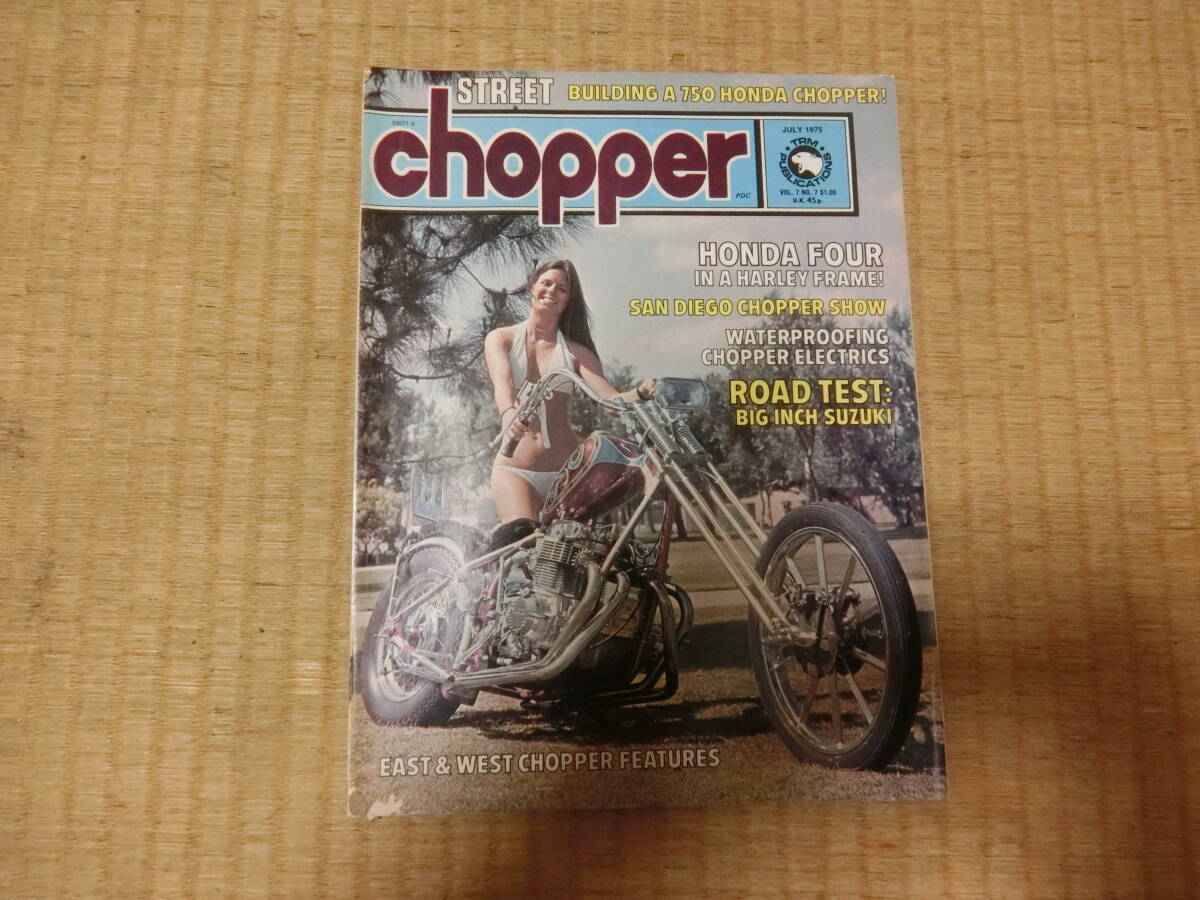 STREET BUILDING A 750 HONDA CHOPPER!
chopper
PDC
JULY 1975
TRM PUBLICATIONS
VOL. 7 NO. 7 $1.00
U.K. 45p
HONDA FOUR
IN A HARLEY FRAME!
SAN DIEGO CHOPPER SHOW
WATERPROOFING
CHOPPER ELECTRICS
ROAD TEST:
BIG INCH SUZUKI
EAST & WEST CHOPPER FEATURES